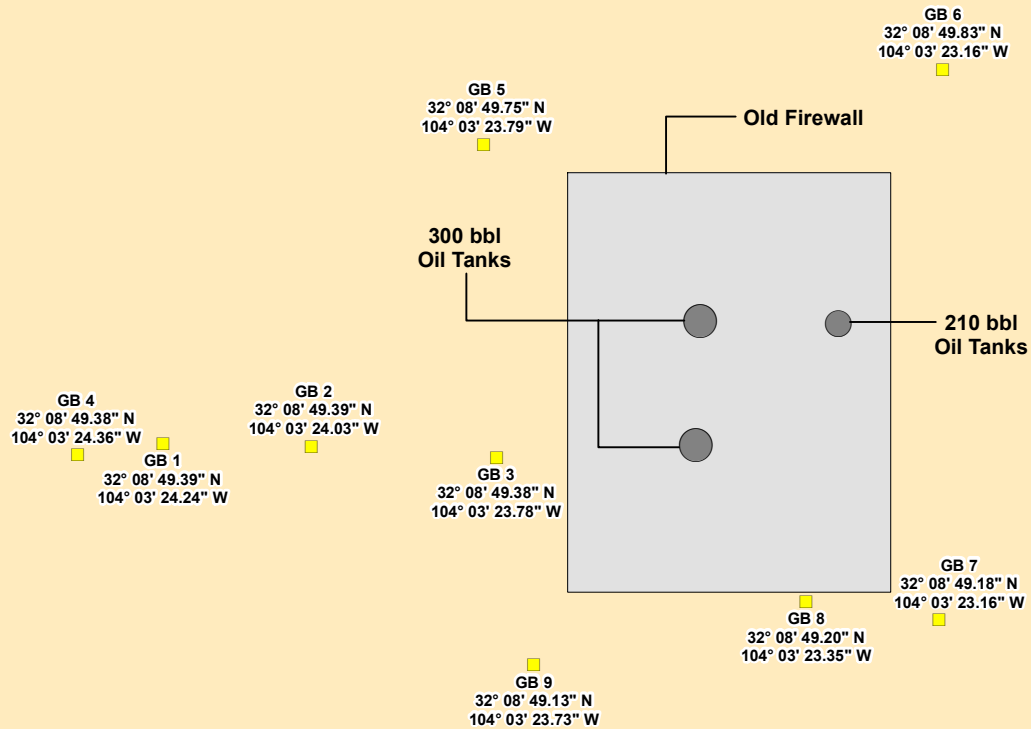 GB 6
32° 08' 49.83" N
104° 03' 23.16" W
GB 5
32° 08' 49.75" N
104° 03' 23.79" W
Old Firewall
300 bbl
Oil Tanks
210 bbl
Oil Tanks
GB 4
32° 08' 49.38" N
104° 03' 24.36" W
GB 1
32° 08' 49.39" N
104° 03' 24.24" W
GB 2
32° 08' 49.39" N
104° 03' 24.03" W
GB 3
32° 08' 49.38" N
104° 03' 23.78" W
GB 7
32° 08' 49.18" N
104° 03' 23.16" W
GB 8
32° 08' 49.20" N
104° 03' 23.35" W
GB 9
32° 08' 49.13" N
104° 03' 23.73" W